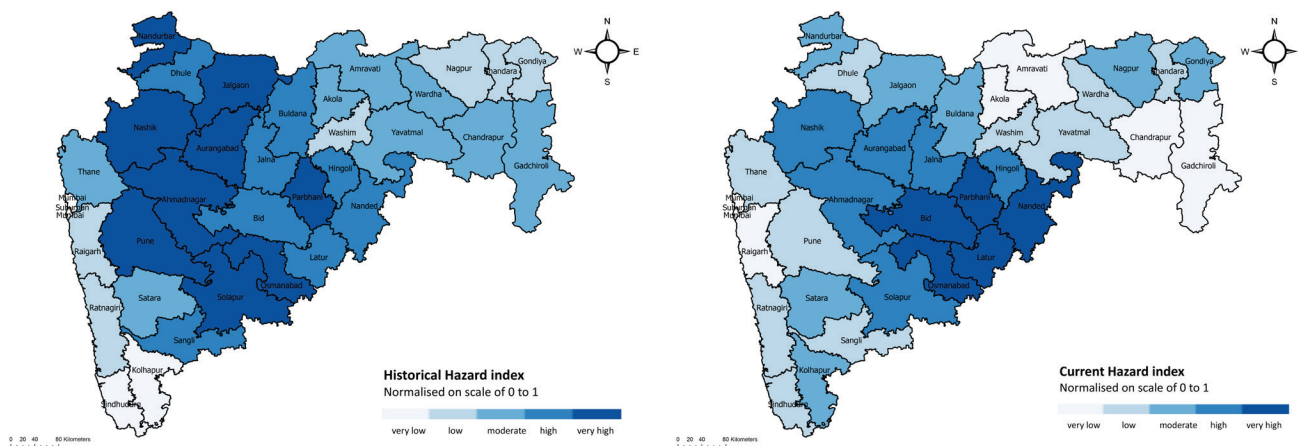 N
W E
S
Nandurbar
Dhule
Jalgaon
Amravati
Nagpur
Bhandara
Gondiya
Akola
Wardha
Buldana
Nashik
Washim
Yavatmal
Chandrapur
Aurangabad
Jalna
Gadchiroli
Hingoli
Thane
Parbhani
Ahmadnagar
Nanded
Mumbai
Suburban
Mumbai
Bid
Pune
Raigarh
Latur
Osmanabad
Solapur
Satara
Ratnagiri
Sangli
Kolhapur
Sindhudurg
Historical Hazard index
Normalised on scale of 0 to 1
very low low moderate high very high
0 20 40 80 Kilometers
N
W E
S
Nandurbar
Dhule
Jalgaon
Amravati
Nagpur
Bhandara
Gondiya
Akola
Wardha
Buldana
Nashik
Washim
Yavatmal
Chandrapur
Aurangabad
Jalna
Gadchiroli
Hingoli
Thane
Parbhani
Ahmadnagar
Nanded
Mumbai
Suburban
Mumbai
Bid
Pune
Raigarh
Latur
Osmanabad
Solapur
Satara
Ratnagiri
Sangli
Kolhapur
Sindhudurg
Current Hazard index
Normalised on scale of 0 to 1
very low low moderate high very high
0 20 40 80 Kilometers